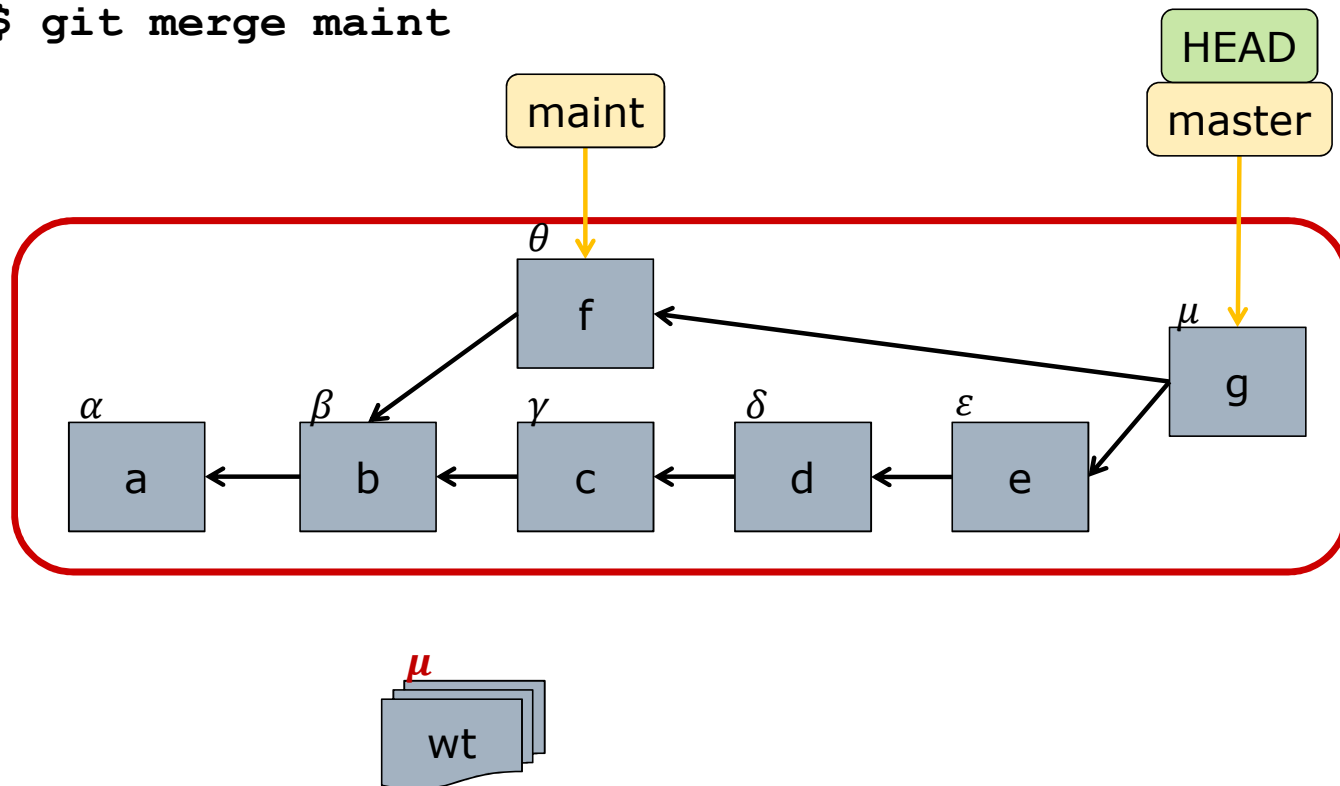 $ git merge maint
HEAD
maint
master
θ
f
μ
g
α
β
γ
δ
ε
a
b
c
d
e
μ
wt